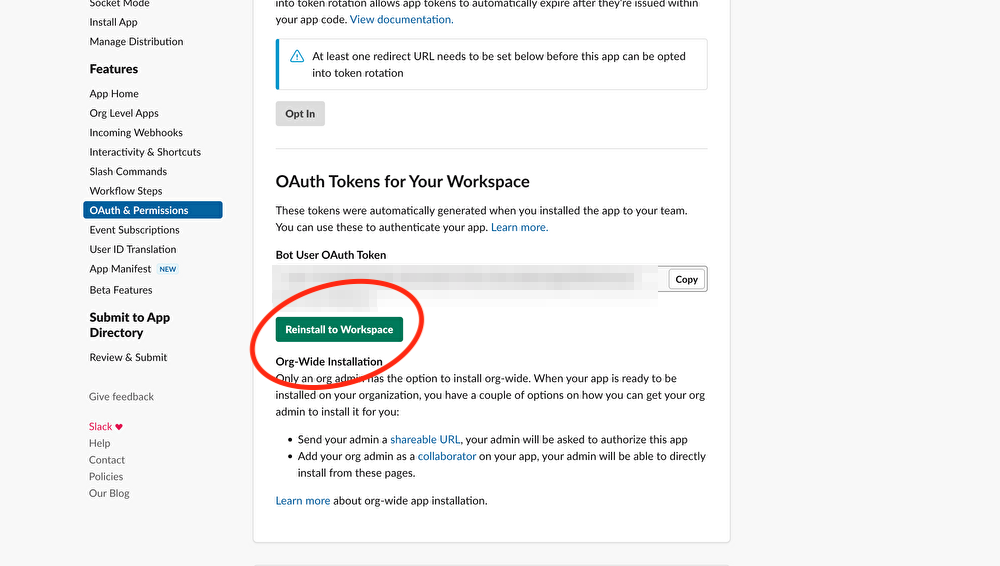 Socket Mode
Install App
Manage Distribution
Features
App Home
Org Level Apps
Incoming Webhooks
Interactivity & Shortcuts
Slash Commands
Workflow Steps
OAuth & Permissions
Event Subscriptions
User ID Translation
App Manifest NEW
Beta Features
Submit to App
Directory
Review & Submit
Give feedback
Slack ♥
Help
Contact
Policies
Our Blog
into token rotation allows app tokens to automatically expire after they're issued within
your app code. View documentation.
At least one redirect URL needs to be set below before this app can be opted
into token rotation
Opt In
OAuth Tokens for Your Workspace
These tokens were automatically generated when you installed the app to your team.
You can use these to authenticate your app. Learn more.
Bot User OAuth Token
Copy
Reinstall to Workspace
Org-Wide Installation
Only an org admin has the option to install org-wide. When your app is ready to be
installed on your organization, you have a couple of options on how you can get your org
admin to install it for you:
• Send your admin a shareable URL, your admin will be asked to authorize this app
• Add your org admin as a collaborator on your app, your admin will be able to directly
install from these pages.
Learn more about org-wide app installation.